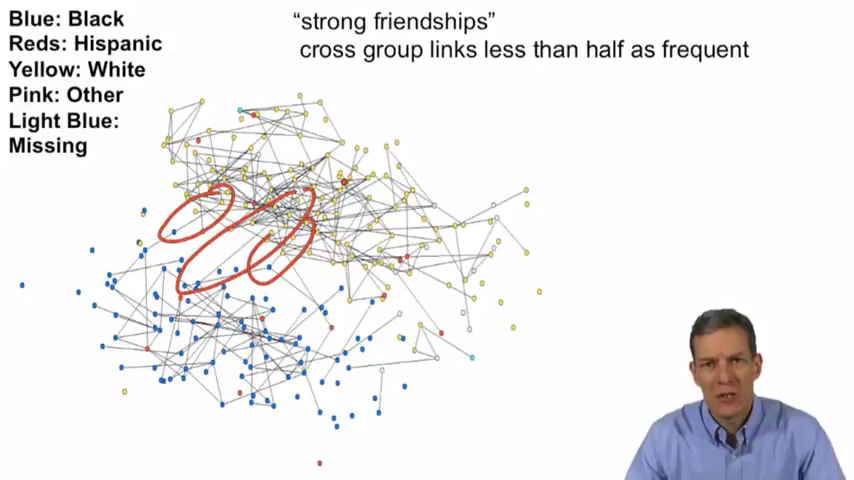 Blue: Black
Reds: Hispanic
Yellow: White
Pink: Other
Light Blue:
Missing
“strong friendships”
cross group links less than half as frequent